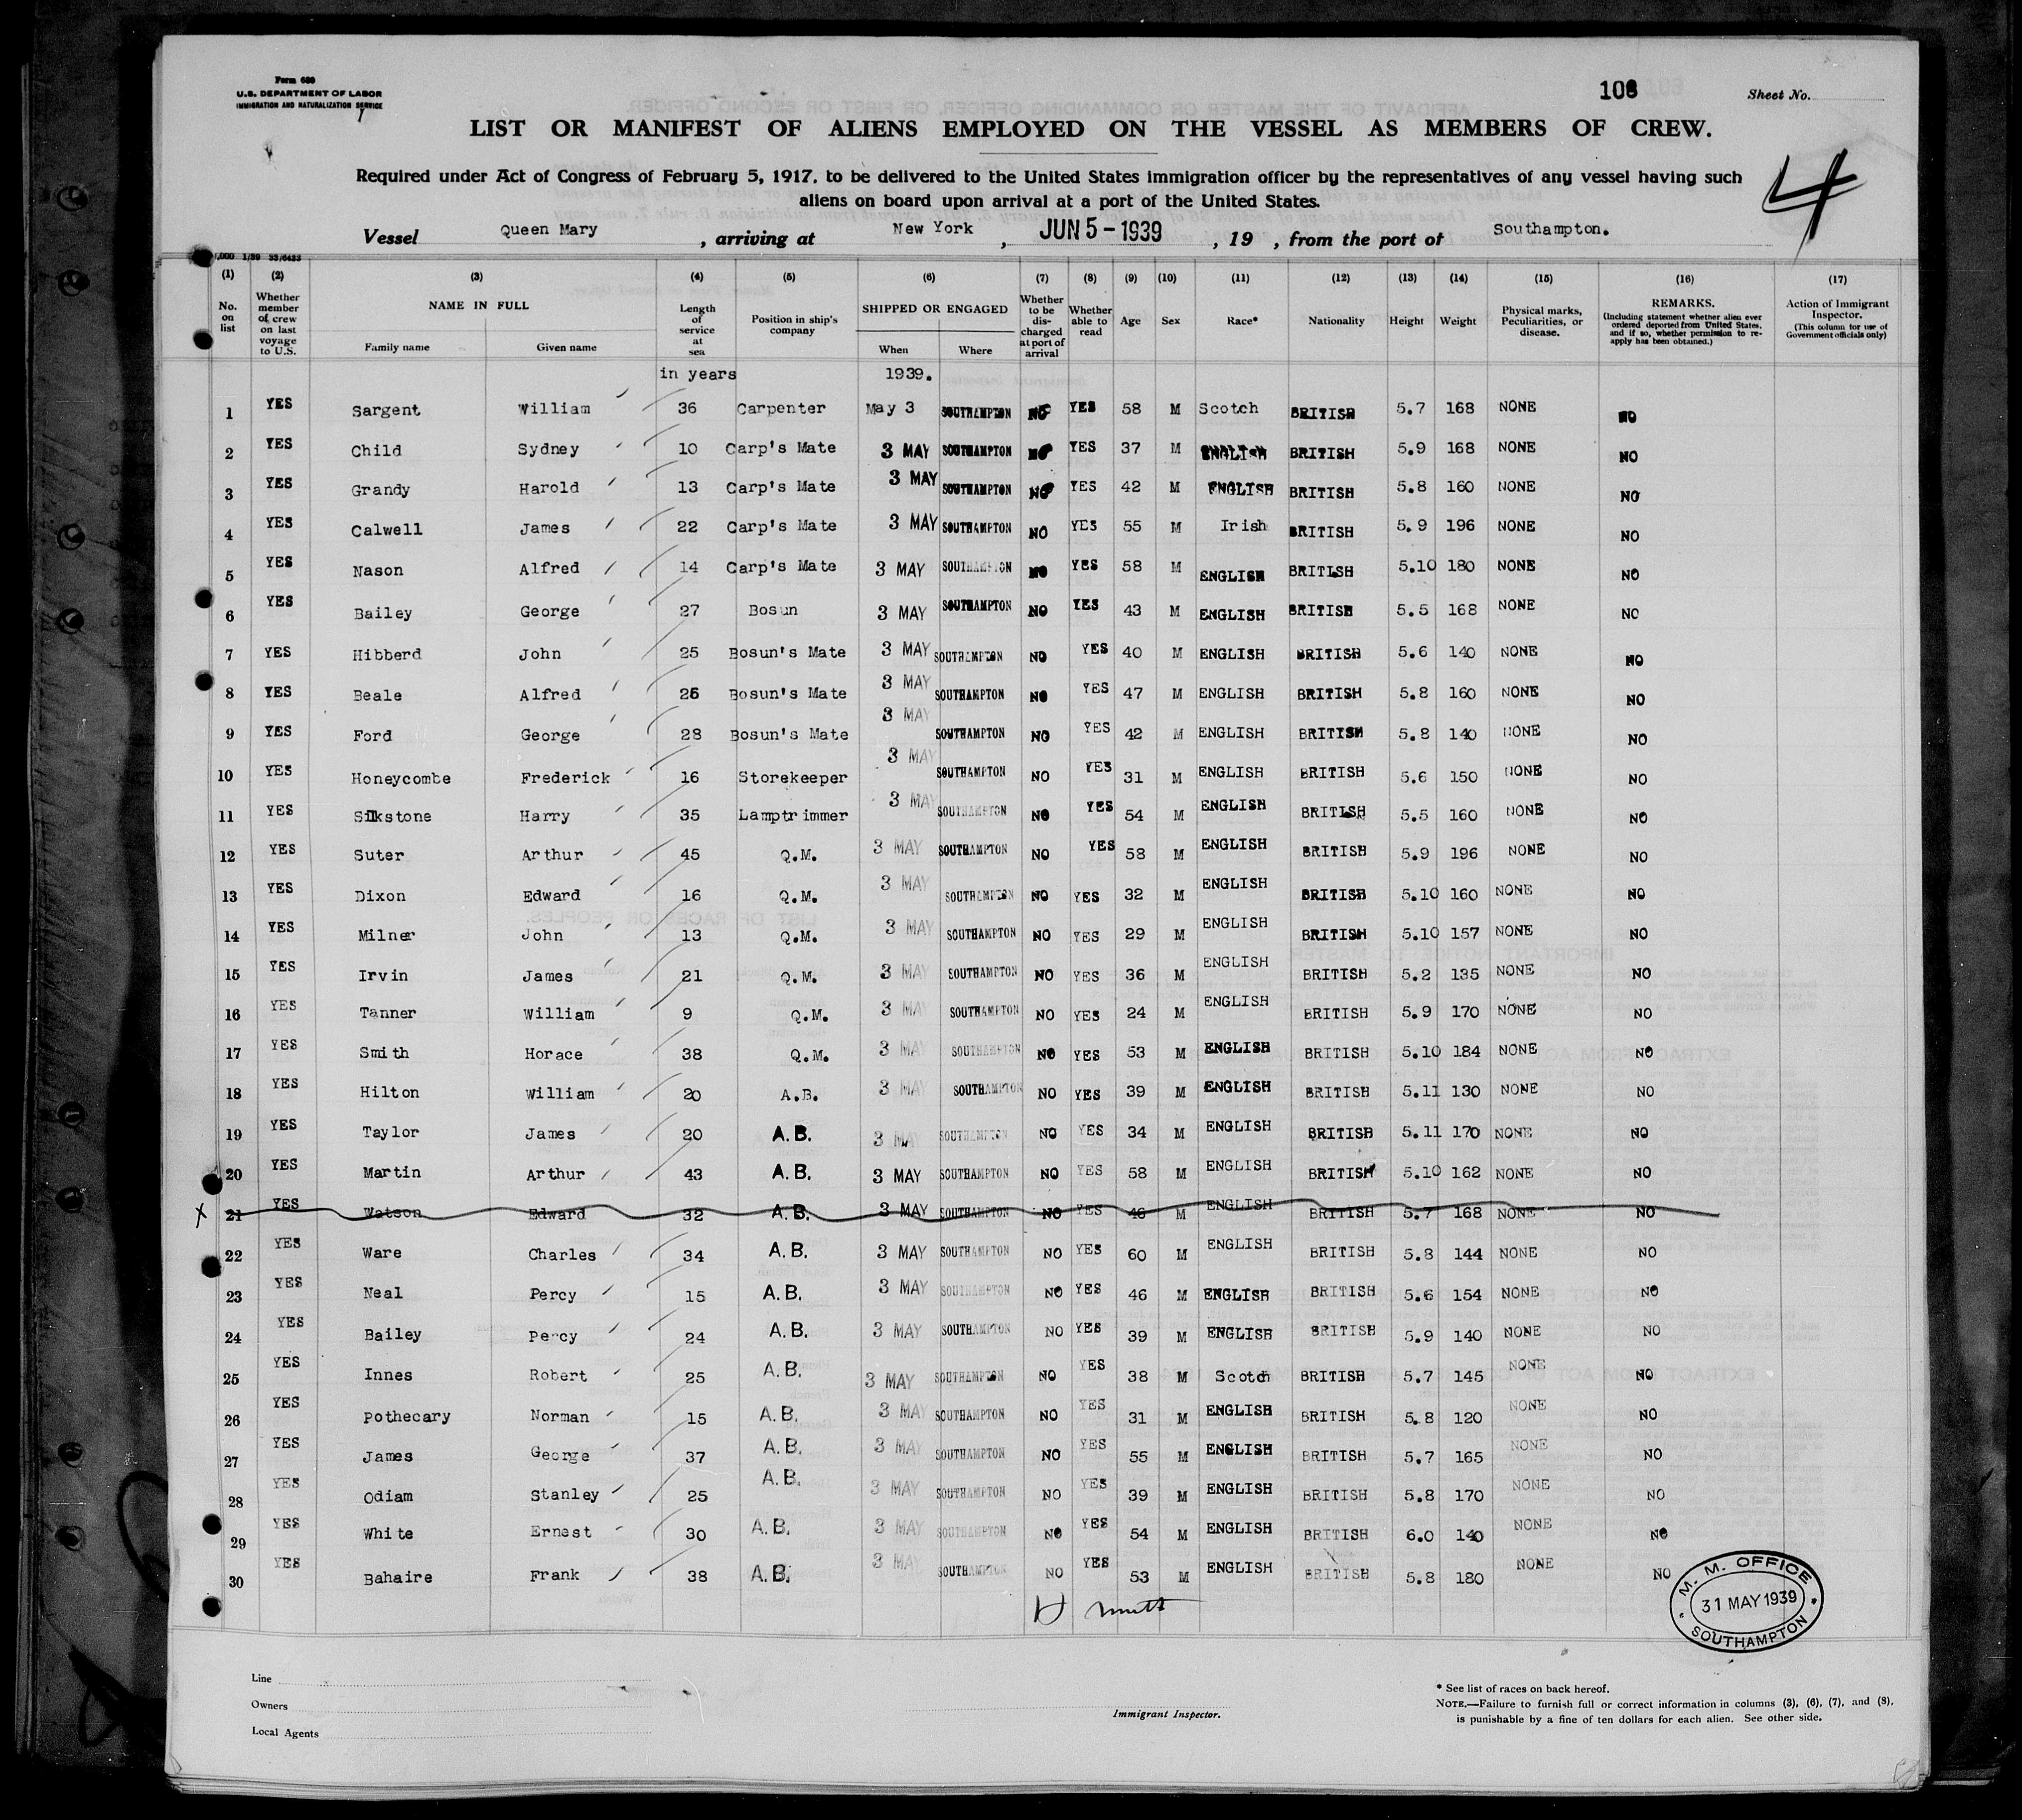 Form 680
U.S. DEPARTMENT OF LABOR
IMMIGRATION AND NATURALIZATION SERVICE
108
Sheet No.
LIST OR MANIFEST OF ALIENS EMPLOYED ON THE VESSEL AS MEMBERS OF CREW.
4
Required under Act of Congress of February 5, 1917, to be delivered to the United States immigration officer by the representatives of any vessel having such
aliens on board upon arrival at a port of the United States.
Vessel Queen Mary, arriving at New York, JUN 5 - 1939, 19 , from the port of Southampton.
,000 1/39 33/6433
(1) (2) (3) (4) (5) (6) (7) (8) (9) (10) (11) (12) (13) (14) (15) (16) (17)
No. on list
Whether member of crew on last voyage to U.S.
NAME IN FULL
Family name Given name
Length of service at sea
Position in ship's company
SHIPPED OR ENGAGED
When Where
Whether to be discharged at port of arrival
Whether able to read
Age
Sex
Race*
Nationality
Height
Weight
Physical marks, Peculiarities, or disease.
REMARKS.
(Including statement whether alien ever ordered deported from United States, and if so, whether permission to re-apply has been obtained.)
Action of Immigrant Inspector.
(This column for use of Government officials only)
in years 1939.
1 YES Sargent William 36 Carpenter May 3 SOUTHAMPTON NO YES 58 M Scotch BRITISH 5.7 168 NONE NO
2 YES Child Sydney 10 Carp's Mate 3 MAY SOUTHAMPTON NO YES 37 M ENGLISH BRITISH 5.9 168 NONE NO
3 YES Grandy Harold 13 Carp's Mate 3 MAY SOUTHAMPTON NO YES 42 M ENGLISH BRITISH 5.8 160 NONE NO
4 YES Calwell James 22 Carp's Mate 3 MAY SOUTHAMPTON NO YES 55 M Irish BRITISH 5.9 196 NONE NO
5 YES Nason Alfred 14 Carp's Mate 3 MAY SOUTHAMPTON NO YES 58 M ENGLISH BRITISH 5.10 180 NONE NO
6 YES Bailey George 27 Bosun 3 MAY SOUTHAMPTON NO YES 43 M ENGLISH BRITISH 5.5 168 NONE NO
7 YES Hibberd John 25 Bosun's Mate 3 MAY SOUTHAMPTON NO YES 40 M ENGLISH BRITISH 5.6 140 NONE NO
8 YES Beale Alfred 26 Bosun's Mate 3 MAY SOUTHAMPTON NO YES 47 M ENGLISH BRITISH 5.8 160 NONE NO
9 YES Ford George 28 Bosun's Mate 3 MAY SOUTHAMPTON NO YES 42 M ENGLISH BRITISH 5.8 140 NONE NO
10 YES Honeycombe Frederick 16 Storekeeper 3 MAY SOUTHAMPTON NO YES 31 M ENGLISH BRITISH 5.6 150 NONE NO
11 YES Silkstone Harry 35 Lamptrimmer 3 MAY SOUTHAMPTON NO YES 54 M ENGLISH BRITISH 5.5 160 NONE NO
12 YES Suter Arthur 45 Q.M. 3 MAY SOUTHAMPTON NO YES 58 M ENGLISH BRITISH 5.9 196 NONE NO
13 YES Dixon Edward 16 Q.M. 3 MAY SOUTHAMPTON NO YES 32 M ENGLISH BRITISH 5.10 160 NONE NO
14 YES Milner John 13 Q.M. 3 MAY SOUTHAMPTON NO YES 29 M ENGLISH BRITISH 5.10 157 NONE NO
15 YES Irvin James 21 Q.M. 3 MAY SOUTHAMPTON NO YES 36 M ENGLISH BRITISH 5.2 135 NONE NO
16 YES Tanner William 9 Q.M. 3 MAY SOUTHAMPTON NO YES 24 M ENGLISH BRITISH 5.9 170 NONE NO
17 YES Smith Horace 38 Q.M. 3 MAY SOUTHAMPTON NO YES 53 M ENGLISH BRITISH 5.10 184 NONE NO
18 YES Hilton William 20 A.B. 3 MAY SOUTHAMPTON NO YES 39 M ENGLISH BRITISH 5.11 130 NONE NO
19 YES Taylor James 20 A.B. 3 MAY SOUTHAMPTON NO YES 34 M ENGLISH BRITISH 5.11 170 NONE NO
20 YES Martin Arthur 43 A.B. 3 MAY SOUTHAMPTON NO YES 58 M ENGLISH BRITISH 5.10 162 NONE NO
X 21 YES Watson Edward 32 A.B. 3 MAY SOUTHAMPTON NO YES 46 M ENGLISH BRITISH 5.7 168 NONE NO
22 YES Ware Charles 34 A.B. 3 MAY SOUTHAMPTON NO YES 60 M ENGLISH BRITISH 5.8 144 NONE NO
23 YES Neal Percy 15 A.B. 3 MAY SOUTHAMPTON NO YES 46 M ENGLISH BRITISH 5.6 154 NONE NO
24 YES Bailey Percy 24 A.B. 3 MAY SOUTHAMPTON NO YES 39 M ENGLISH BRITISH 5.9 140 NONE NO
25 YES Innes Robert 25 A.B. 3 MAY SOUTHAMPTON NO YES 38 M Scotch BRITISH 5.7 145 NONE NO
26 YES Pothecary Norman 15 A.B. 3 MAY SOUTHAMPTON NO YES 31 M ENGLISH BRITISH 5.8 120 NONE NO
27 YES James George 37 A.B. 3 MAY SOUTHAMPTON NO YES 55 M ENGLISH BRITISH 5.7 165 NONE NO
28 YES Odiam Stanley 25 A.B. 3 MAY SOUTHAMPTON NO YES 39 M ENGLISH BRITISH 5.8 170 NONE NO
29 YES White Ernest 30 A.B. 3 MAY SOUTHAMPTON NO YES 54 M ENGLISH BRITISH 6.0 140 NONE NO
30 YES Bahaire Frank 38 A.B. 3 MAY SOUTHAMPTON NO YES 53 M ENGLISH BRITISH 5.8 180 NONE NO
M. M. OFFICE
31 MAY 1939
SOUTHAMPTON
Line
Owners
Local Agents
Immigrant Inspector.
* See list of races on back hereof.
NOTE.—Failure to furnish full or correct information in columns (3), (6), (7), and (8),
is punishable by a fine of ten dollars for each alien. See other side.